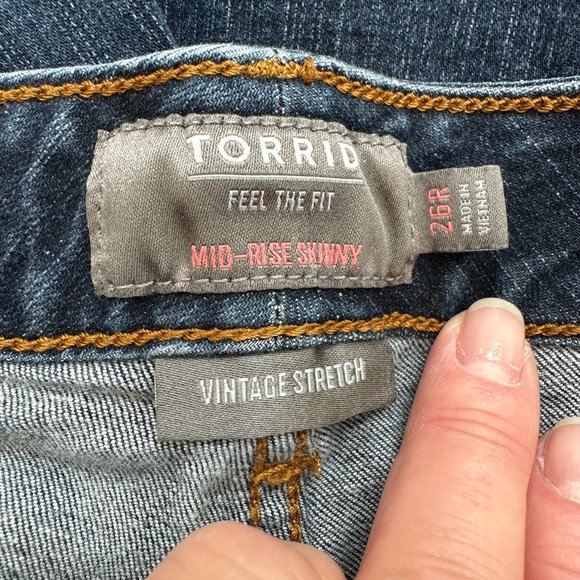 TORRID
FEEL THE FIT
MID-RISE SKINNY
26R
MADE IN
VIETNAM
VINTAGE STRETCH